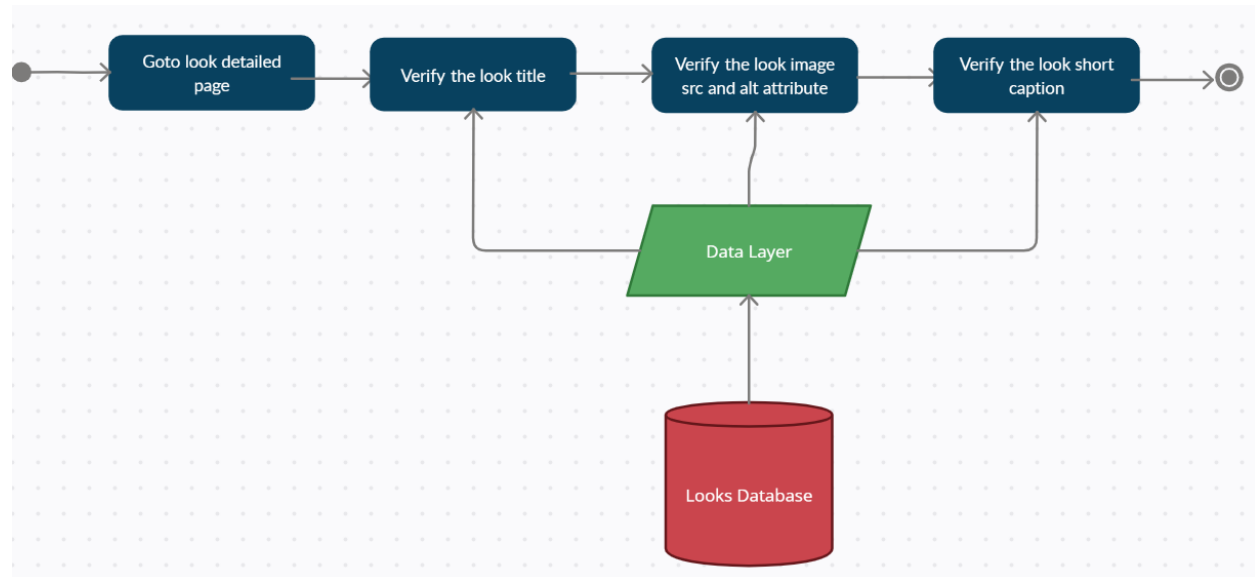 Goto look detailed
page
Verify the look title
Verify the look image
src and alt attribute
Verify the look short
caption
Data Layer
Looks Database